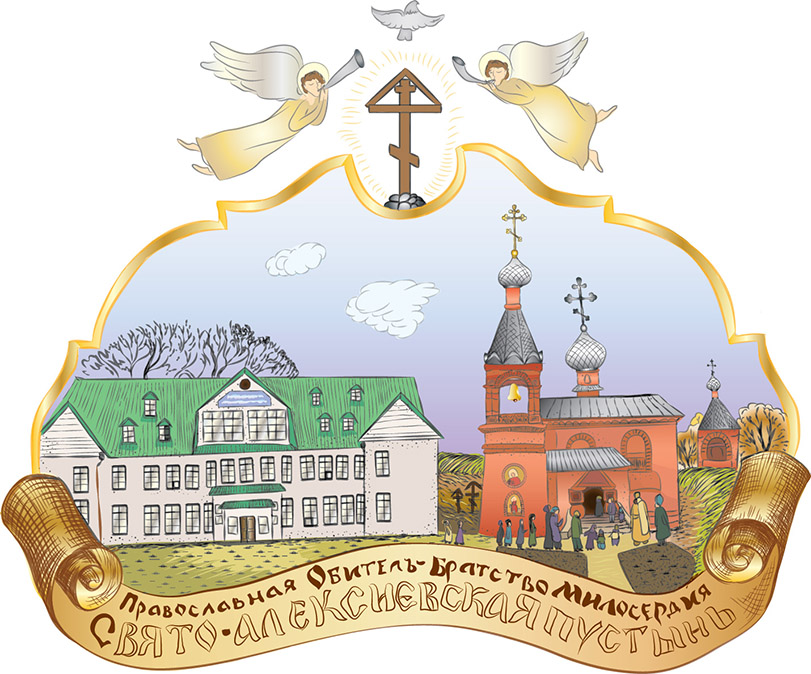 Православная Обитель-Братство Милосердия
Свято-Алексиевская Пустынь